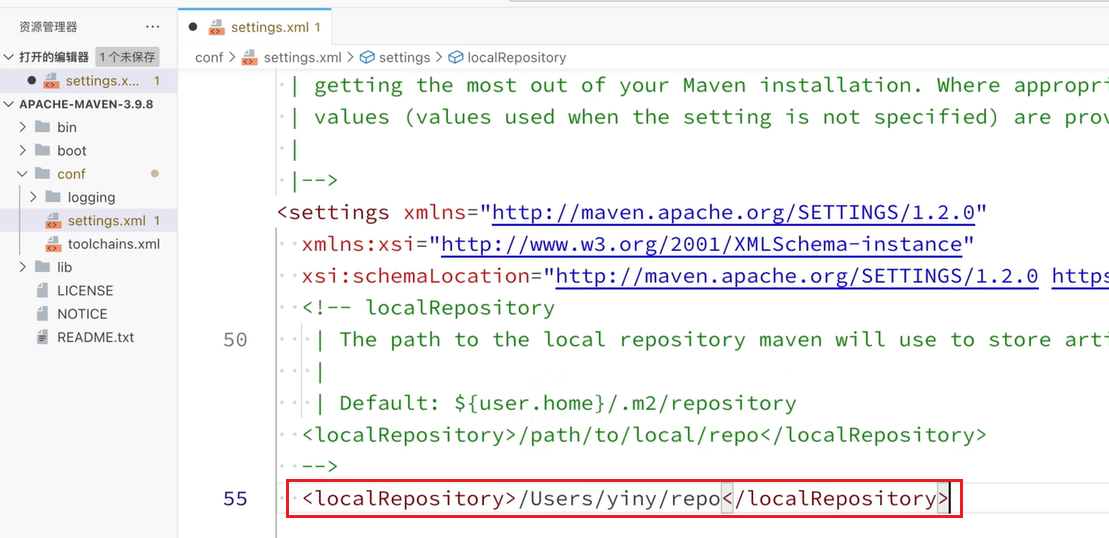 资源管理器 ···
settings.xml 1
打开的编辑器 1 个未保存
conf > settings.xml > settings > localRepository
settings.x... 1
APACHE-MAVEN-3.9.8
bin
boot
conf
logging
settings.xml 1
toolchains.xml
lib
LICENSE
NOTICE
README.txt
| getting the most out of your Maven installation. Where appropri
| values (values used when the setting is not specified) are prov
|
|-->
<settings xmlns="http://maven.apache.org/SETTINGS/1.2.0"
xmlns:xsi="http://www.w3.org/2001/XMLSchema-instance"
xsi:schemaLocation="http://maven.apache.org/SETTINGS/1.2.0 https
<!-- localRepository
50 | The path to the local repository maven will use to store arti
|
| Default: ${user.home}/.m2/repository
<localRepository>/path/to/local/repo</localRepository>
-->
55 <localRepository>/Users/yiny/repo</localRepository>